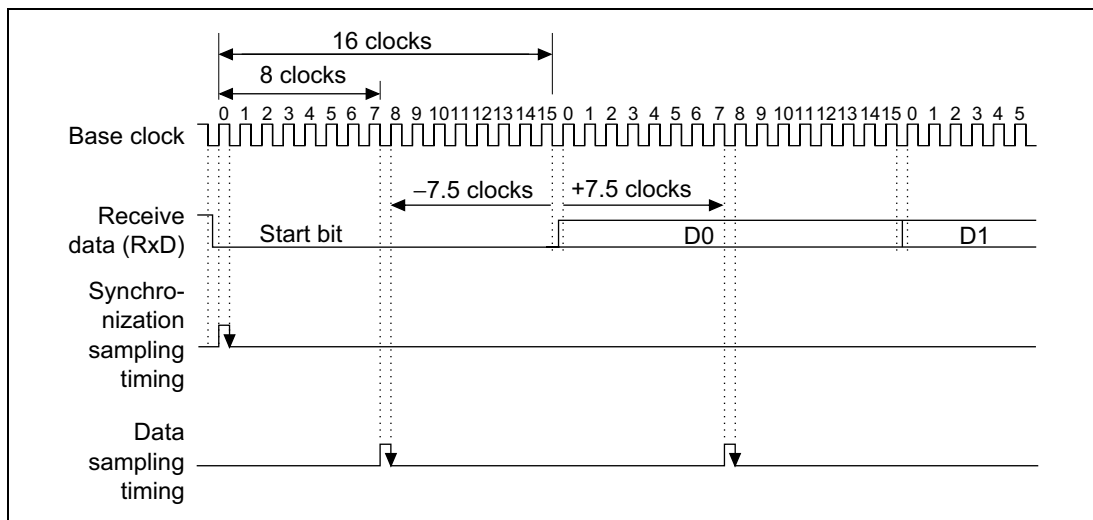 16 clocks
8 clocks
0 1 2 3 4 5 6 7 8 9 10 11 12 13 14 15 0 1 2 3 4 5 6 7 8 9 10 11 12 13 14 15 0 1 2 3 4 5
Base clock
–7.5 clocks
+7.5 clocks
Receive
data (RxD)
Start bit
D0
D1
Synchro-
nization
sampling
timing
Data
sampling
timing